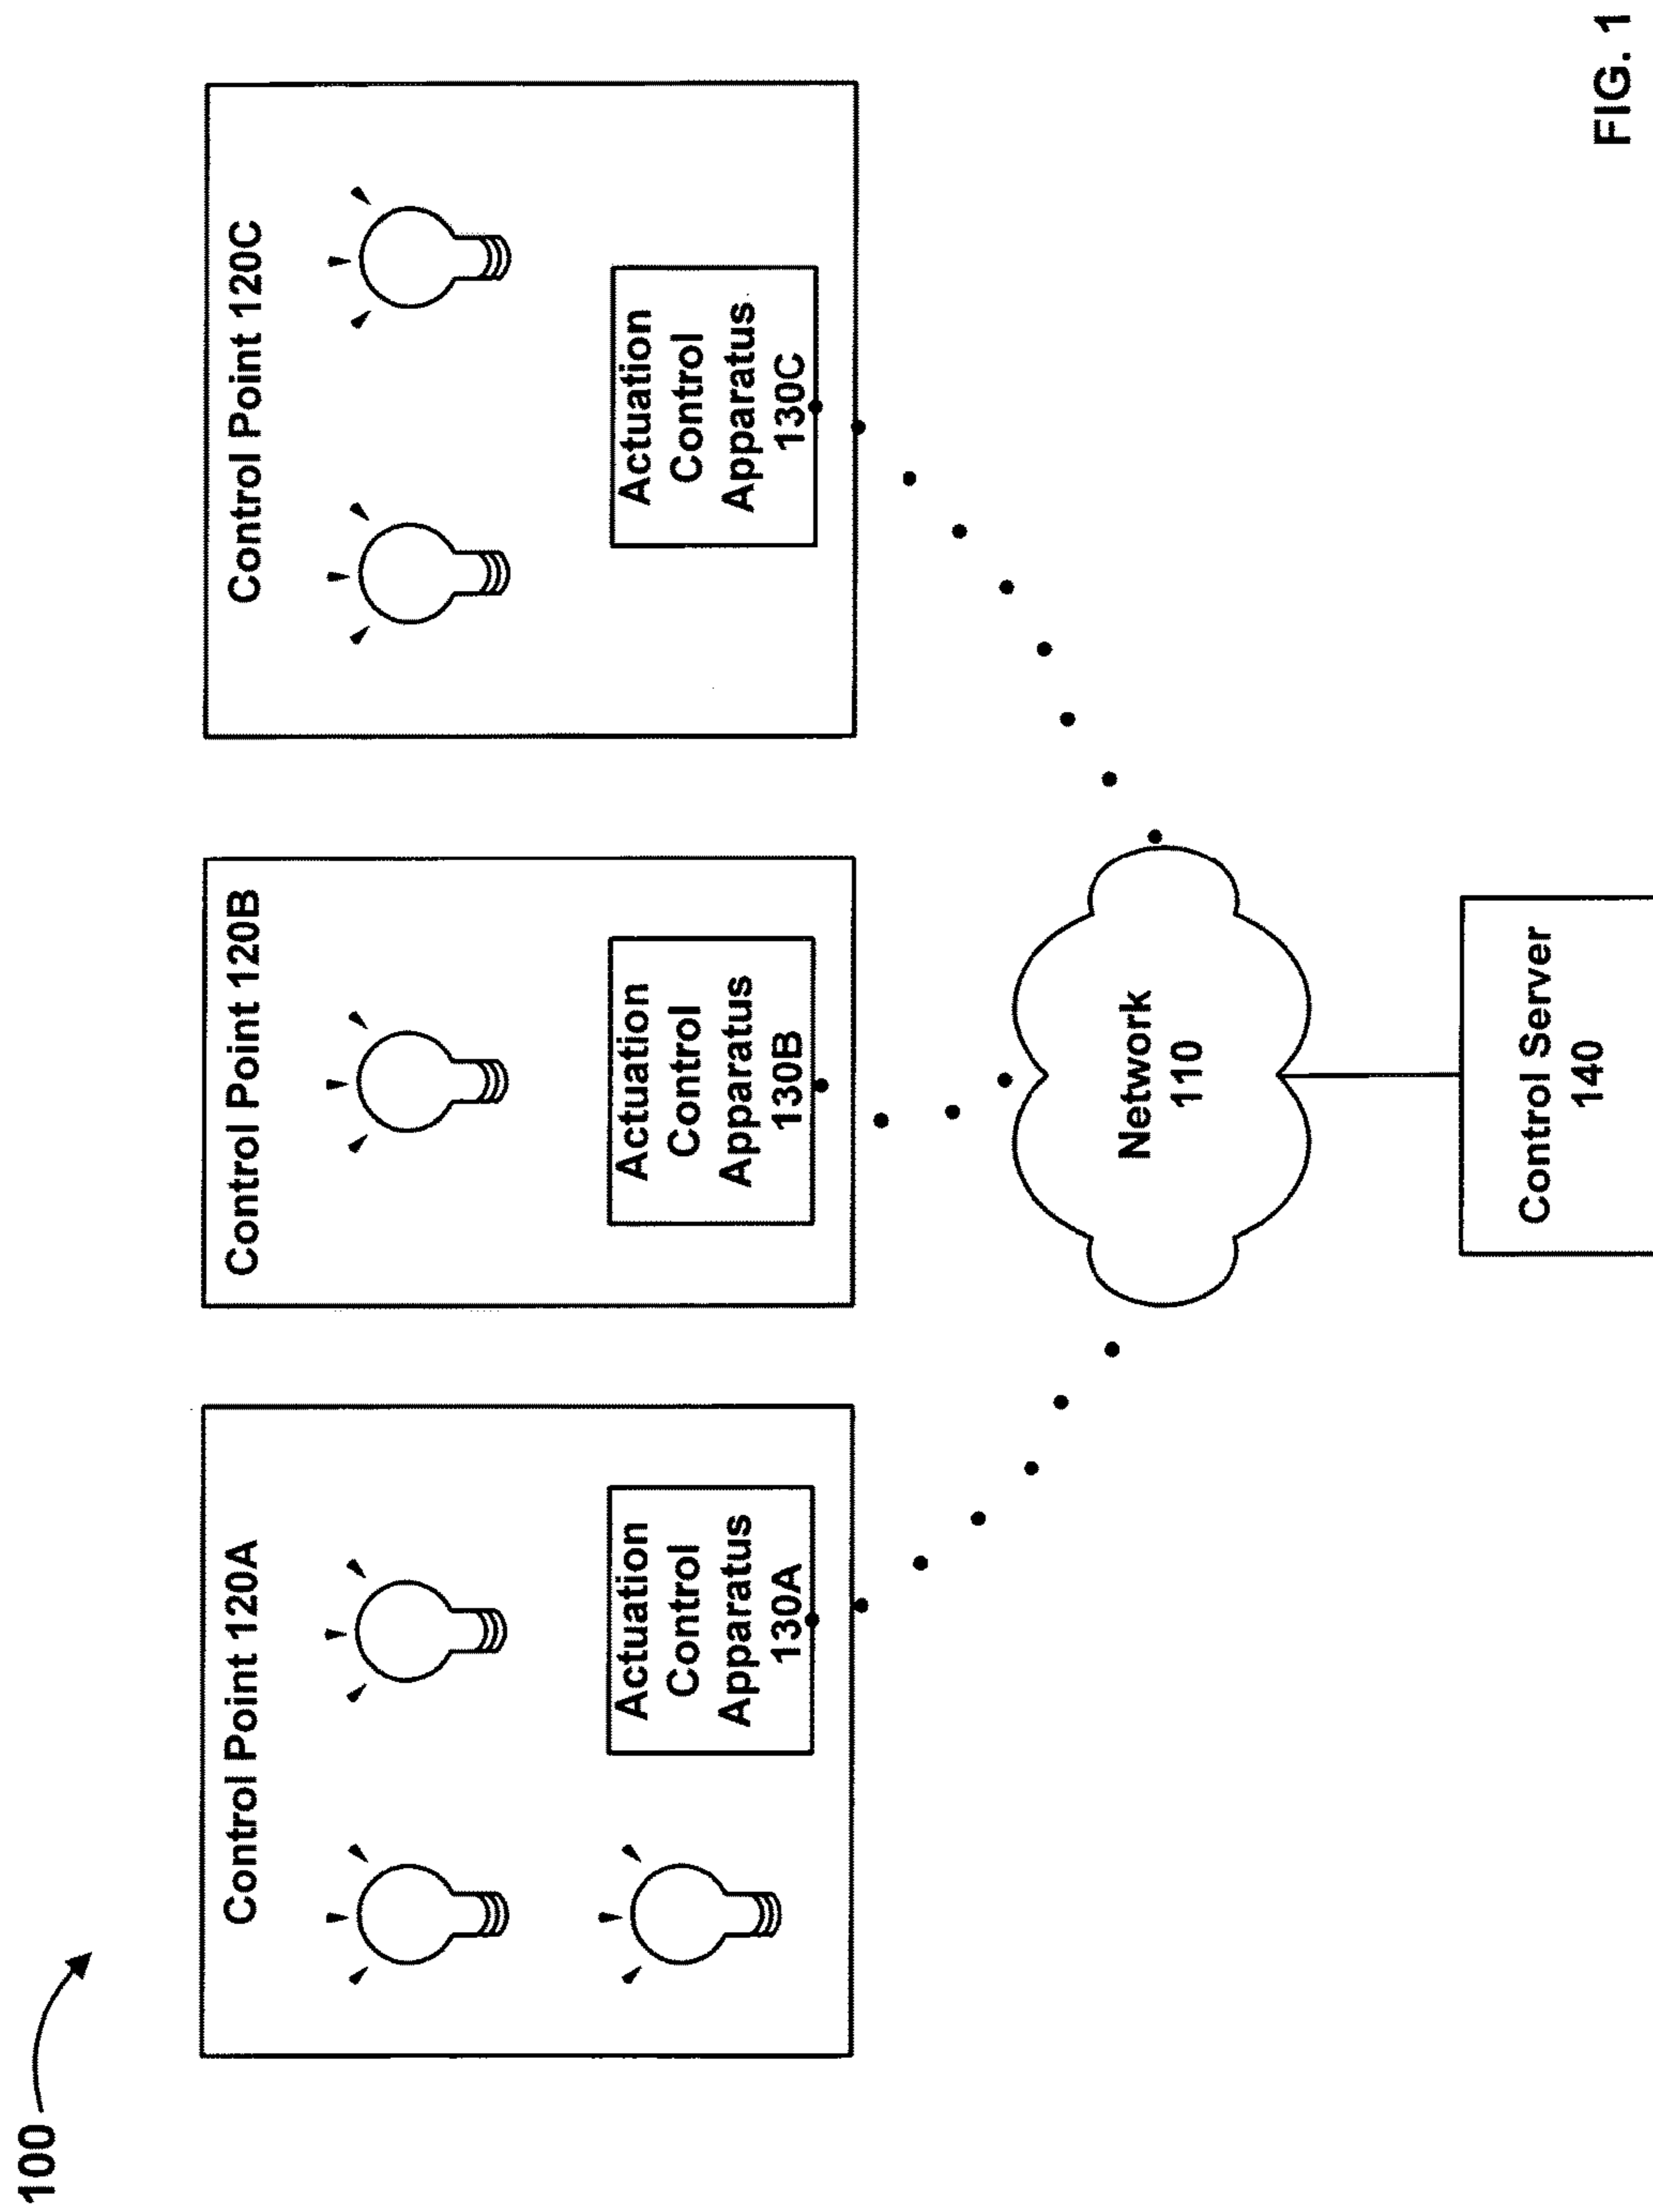 100
Control Point 120A
Actuation
Control
Apparatus
130A
Control Point 120B
Actuation
Control
Apparatus
130B
Control Point 120C
Actuation
Control
Apparatus
130C
Network
110
Control Server
140
FIG. 1